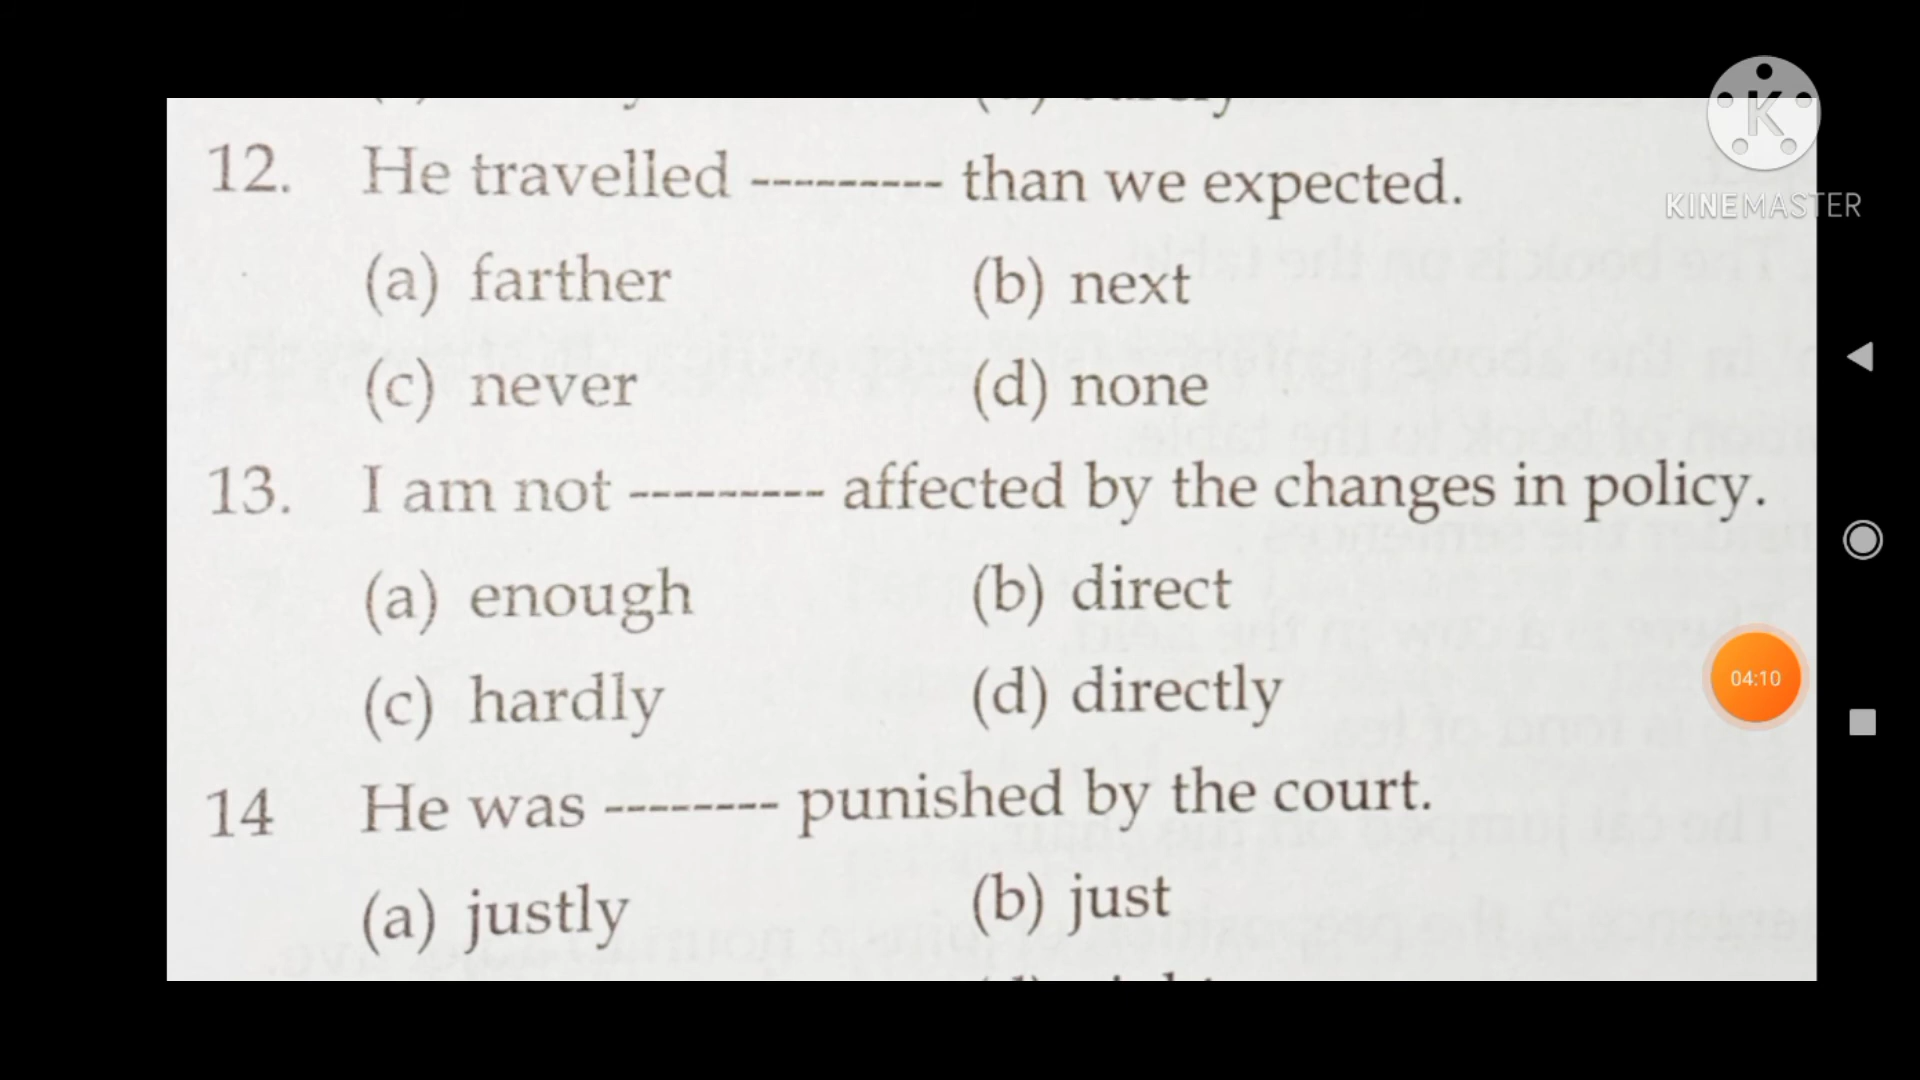 12. He travelled --------- than we expected.
(a) farther (b) next
(c) never (d) none
13. I am not --------- affected by the changes in policy.
(a) enough (b) direct
(c) hardly (d) directly
14 He was -------- punished by the court.
(a) justly (b) just
KINEMASTER
04:10